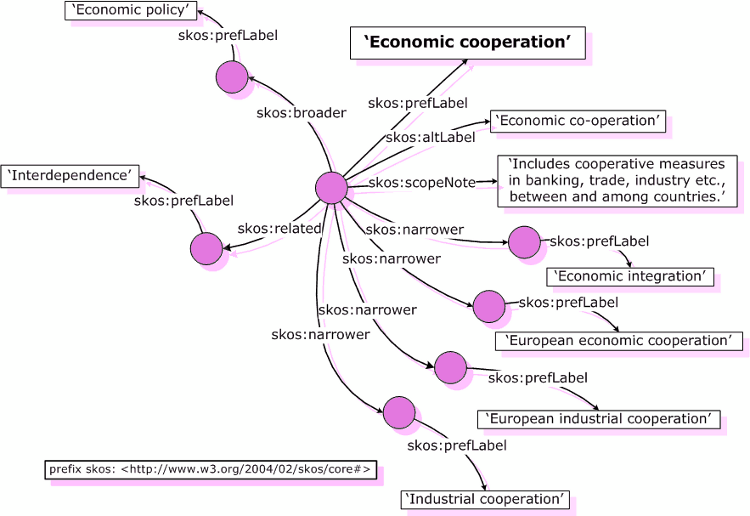 ‘Economic policy’
skos:prefLabel
‘Economic cooperation’
skos:broader
skos:prefLabel
‘Economic co-operation’
skos:altLabel
‘Interdependence’
skos:prefLabel
skos:scopeNote
‘Includes cooperative measures
in banking, trade, industry etc.,
between and among countries.’
skos:related
skos:narrower
skos:prefLabel
‘Economic integration’
skos:narrower
skos:prefLabel
‘European economic cooperation’
skos:narrower
skos:prefLabel
‘European industrial cooperation’
skos:narrower
skos:prefLabel
‘Industrial cooperation’
prefix skos: <http://www.w3.org/2004/02/skos/core#>